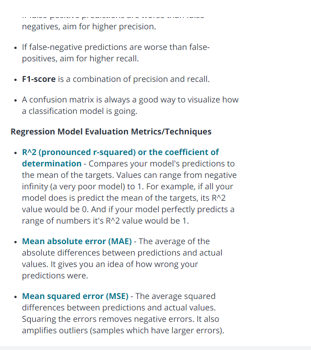 If false-positive predictions are worse than false-
negatives, aim for higher precision.
• If false-negative predictions are worse than false-
positives, aim for higher recall.
• F1-score is a combination of precision and recall.
• A confusion matrix is always a good way to visualize how
a classification model is going.
Regression Model Evaluation Metrics/Techniques
• R^2 (pronounced r-squared) or the coefficient of
determination - Compares your model's predictions to
the mean of the targets. Values can range from negative
infinity (a very poor model) to 1. For example, if all your
model does is predict the mean of the targets, its R^2
value would be 0. And if your model perfectly predicts a
range of numbers it's R^2 value would be 1.
• Mean absolute error (MAE) - The average of the
absolute differences between predictions and actual
values. It gives you an idea of how wrong your
predictions were.
• Mean squared error (MSE) - The average squared
differences between predictions and actual values.
Squaring the errors removes negative errors. It also
amplifies outliers (samples which have larger errors).